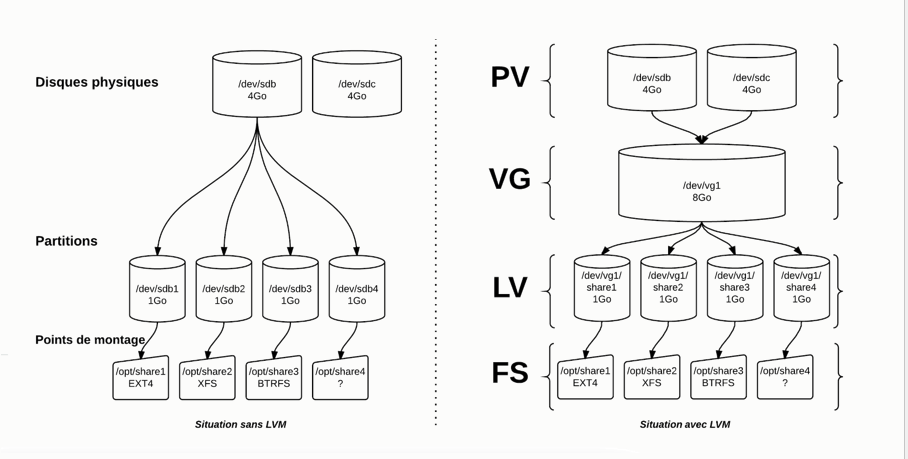 Disques physiques
/dev/sdb
4Go
/dev/sdc
4Go
Partitions
/dev/sdb1
1Go
/dev/sdb2
1Go
/dev/sdb3
1Go
/dev/sdb4
1Go
Points de montage
/opt/share1
EXT4
/opt/share2
XFS
/opt/share3
BTRFS
/opt/share4
?
Situation sans LVM
PV
/dev/sdb
4Go
/dev/sdc
4Go
VG
/dev/vg1
8Go
LV
/dev/vg1/
share1
1Go
/dev/vg1/
share2
1Go
/dev/vg1/
share3
1Go
/dev/vg1/
share4
1Go
FS
/opt/share1
EXT4
/opt/share2
XFS
/opt/share3
BTRFS
/opt/share4
?
Situation avec LVM